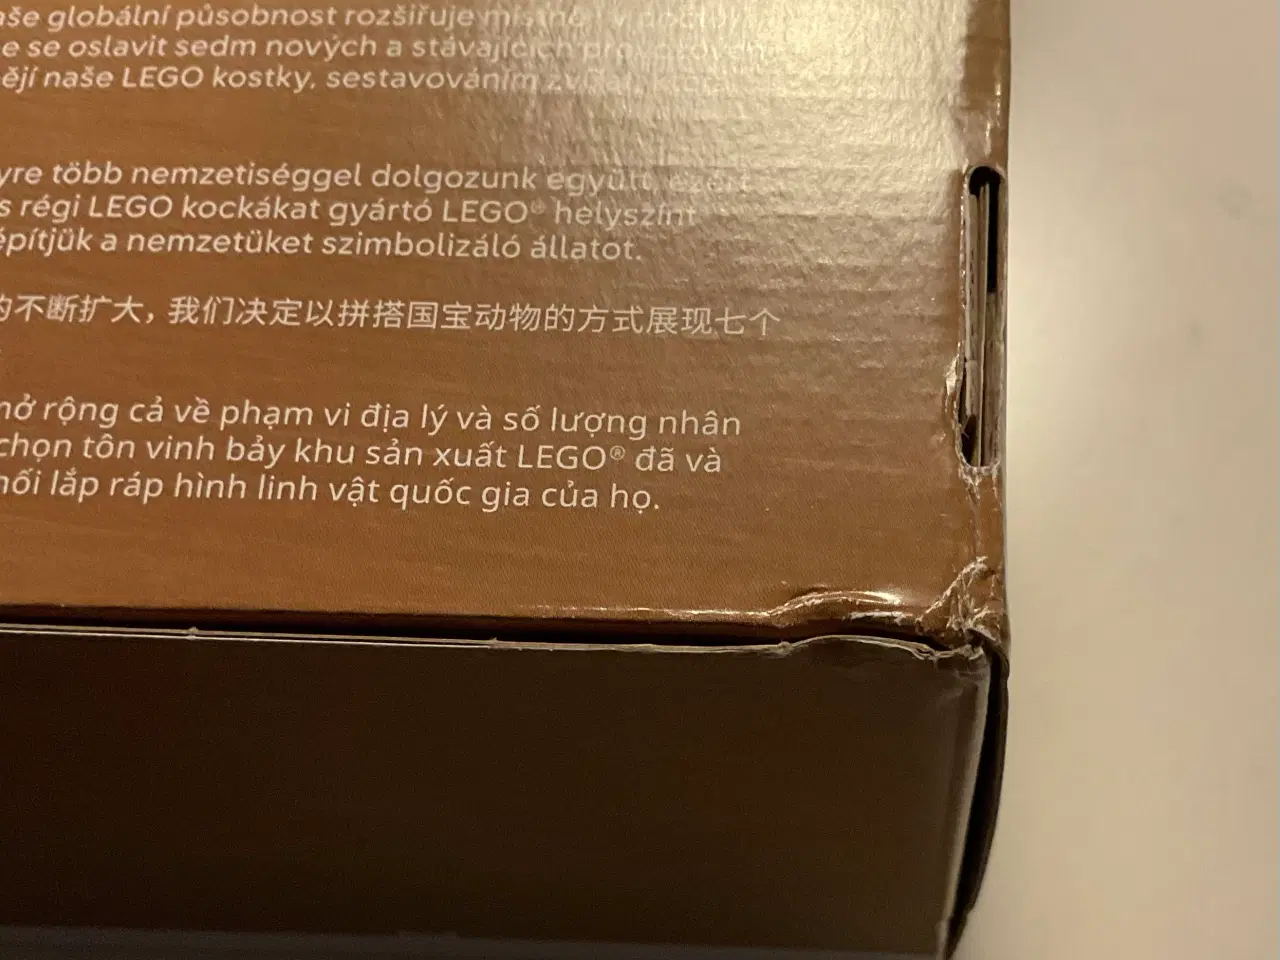 aše globální působnost rozšiřuje místně i v počtu
e se oslavit sedm nových a stávajících
ějí naše LEGO kostky, sestavováním zvířat,
yre több nemzetiséggel dolgozunk együtt, ezért
s régi LEGO kockákat gyártó LEGO® helyszínt
építjük a nemzetüket szimbolizáló állatot.
的不断扩大，我们决定以拼搭国宝动物的方式展现七个
nở rộng cả về phạm vi địa lý và số lượng nhân
chọn tôn vinh bảy khu sản xuất LEGO® đã và
hối lắp ráp hình linh vật quốc gia của họ.